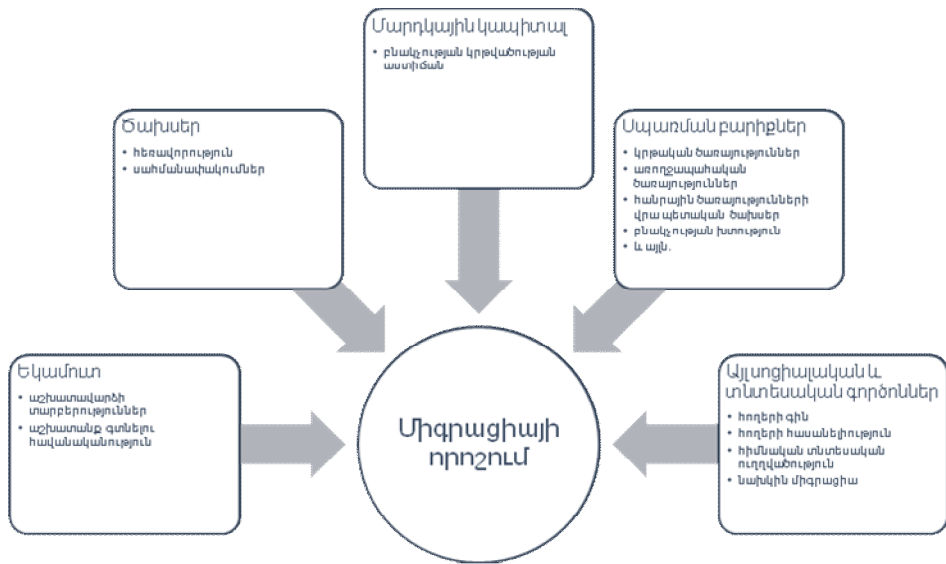 Մարդկային կապիտալ
• բնակչության կրթվածության
աստիճան
Ծախսեր
• հեռավորություն
• սահմանափակումներ
Սպառման բարիքներ
• կրթական ծառայություններ
• առողջապահական
ծառայություններ
• հանրային ծառայությունների
վրա պետական ծախսեր
• բնակչության խտություն
• և այլն.
Եկամուտ
• աշխատավարձի
տարբերություններ
• աշխատանք գտնելու
հավանականություն
Միգրացիայի
որոշում
Այլ սոցիալական և
տնտեսական գործոններ
• հողերի գին
• հողերի հասանելիություն
• հիմնական տնտեսական
ուղղվածություն
• նախկին միգրացիա